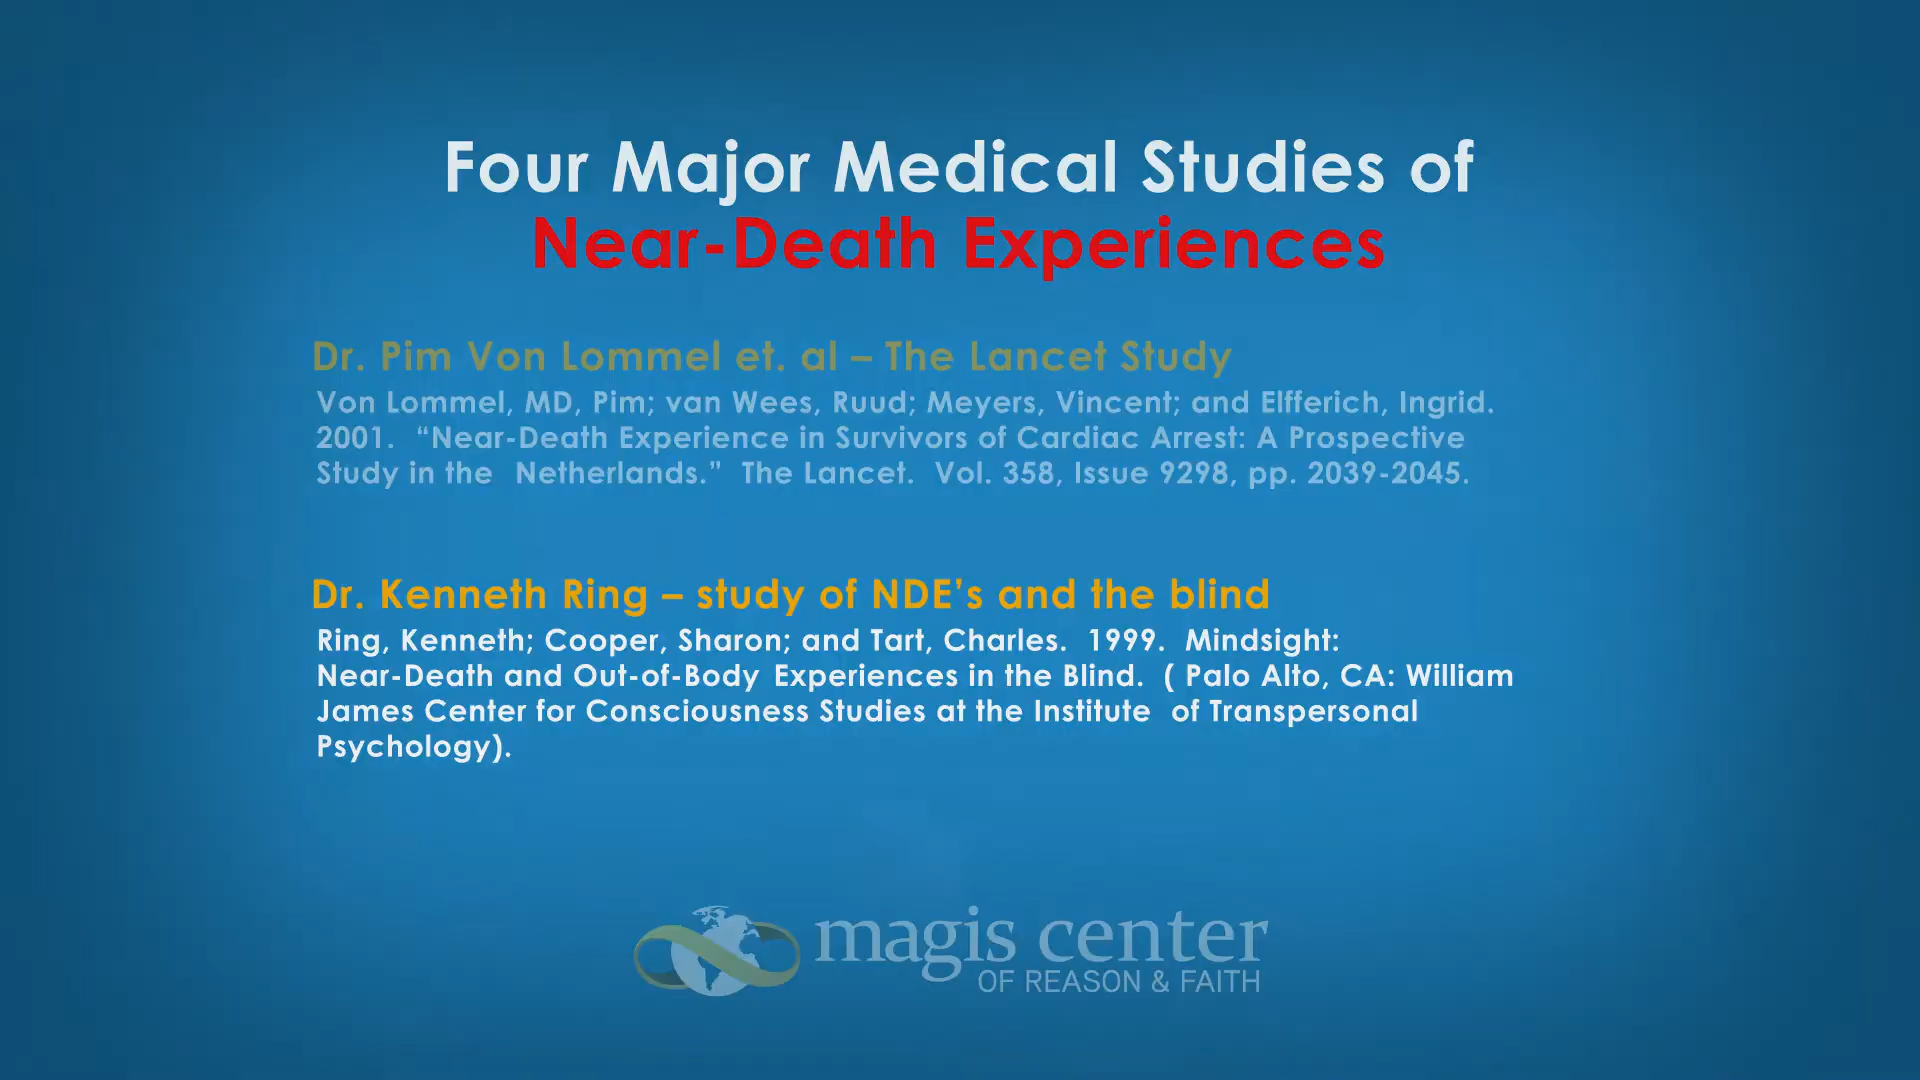 Four Major Medical Studies of
Near-Death Experiences
Dr. Pim Von Lommel et. al – The Lancet Study
Von Lommel, MD, Pim; van Wees, Ruud; Meyers, Vincent; and Elfferich, Ingrid.
2001. “Near-Death Experience in Survivors of Cardiac Arrest: A Prospective
Study in the Netherlands.” The Lancet. Vol. 358, Issue 9298, pp. 2039-2045.
Dr. Kenneth Ring – study of NDE’s and the blind
Ring, Kenneth; Cooper, Sharon; and Tart, Charles. 1999. Mindsight:
Near-Death and Out-of-Body Experiences in the Blind. ( Palo Alto, CA: William
James Center for Consciousness Studies at the Institute of Transpersonal
Psychology).
magis center
OF REASON & FAITH